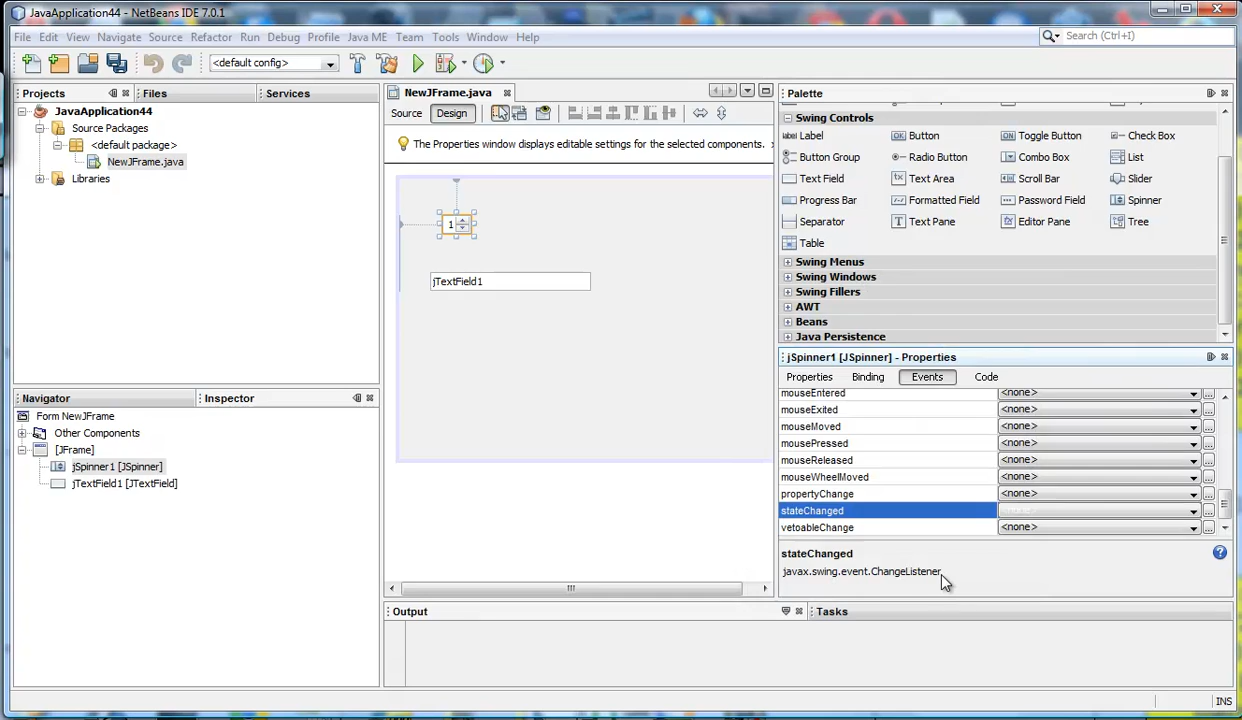 JavaApplication44 - NetBeans IDE 7.0.1
File Edit View Navigate Source Refactor Run Debug Profile Java ME Team Tools Window Help
Search (Ctrl+I)
<default config>
Projects Files Services
JavaApplication44
Source Packages
<default package>
NewJFrame.java
Libraries
Navigator Inspector
Form NewJFrame
Other Components
[JFrame]
jSpinner1 [JSpinner]
jTextField1 [JTextField]
NewJFrame.java
Source Design
The Properties window displays editable settings for the selected components.
1
jTextField1
Output
Tasks
Palette
Swing Controls
Label Button Toggle Button Check Box
Button Group Radio Button Combo Box List
Text Field Text Area Scroll Bar Slider
Progress Bar Formatted Field Password Field Spinner
Separator Text Pane Editor Pane Tree
Table
Swing Menus
Swing Windows
Swing Fillers
AWT
Beans
Java Persistence
jSpinner1 [JSpinner] - Properties
Properties Binding Events Code
mouseEntered <none> ...
mouseExited <none> ...
mouseMoved <none> ...
mousePressed <none> ...
mouseReleased <none> ...
mouseWheelMoved <none> ...
propertyChange <none> ...
stateChanged <none> ...
vetoableChange <none> ...
stateChanged
javax.swing.event.ChangeListener
INS